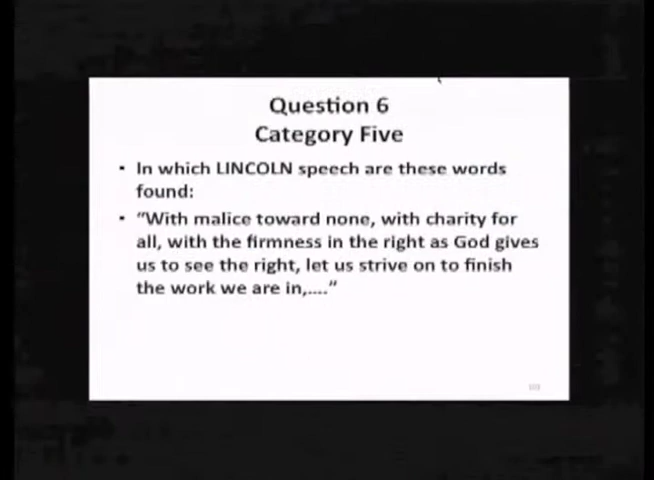 Question 6
Category Five
• In which LINCOLN speech are these words
found:
• "With malice toward none, with charity for
all, with the firmness in the right as God gives
us to see the right, let us strive on to finish
the work we are in,...."